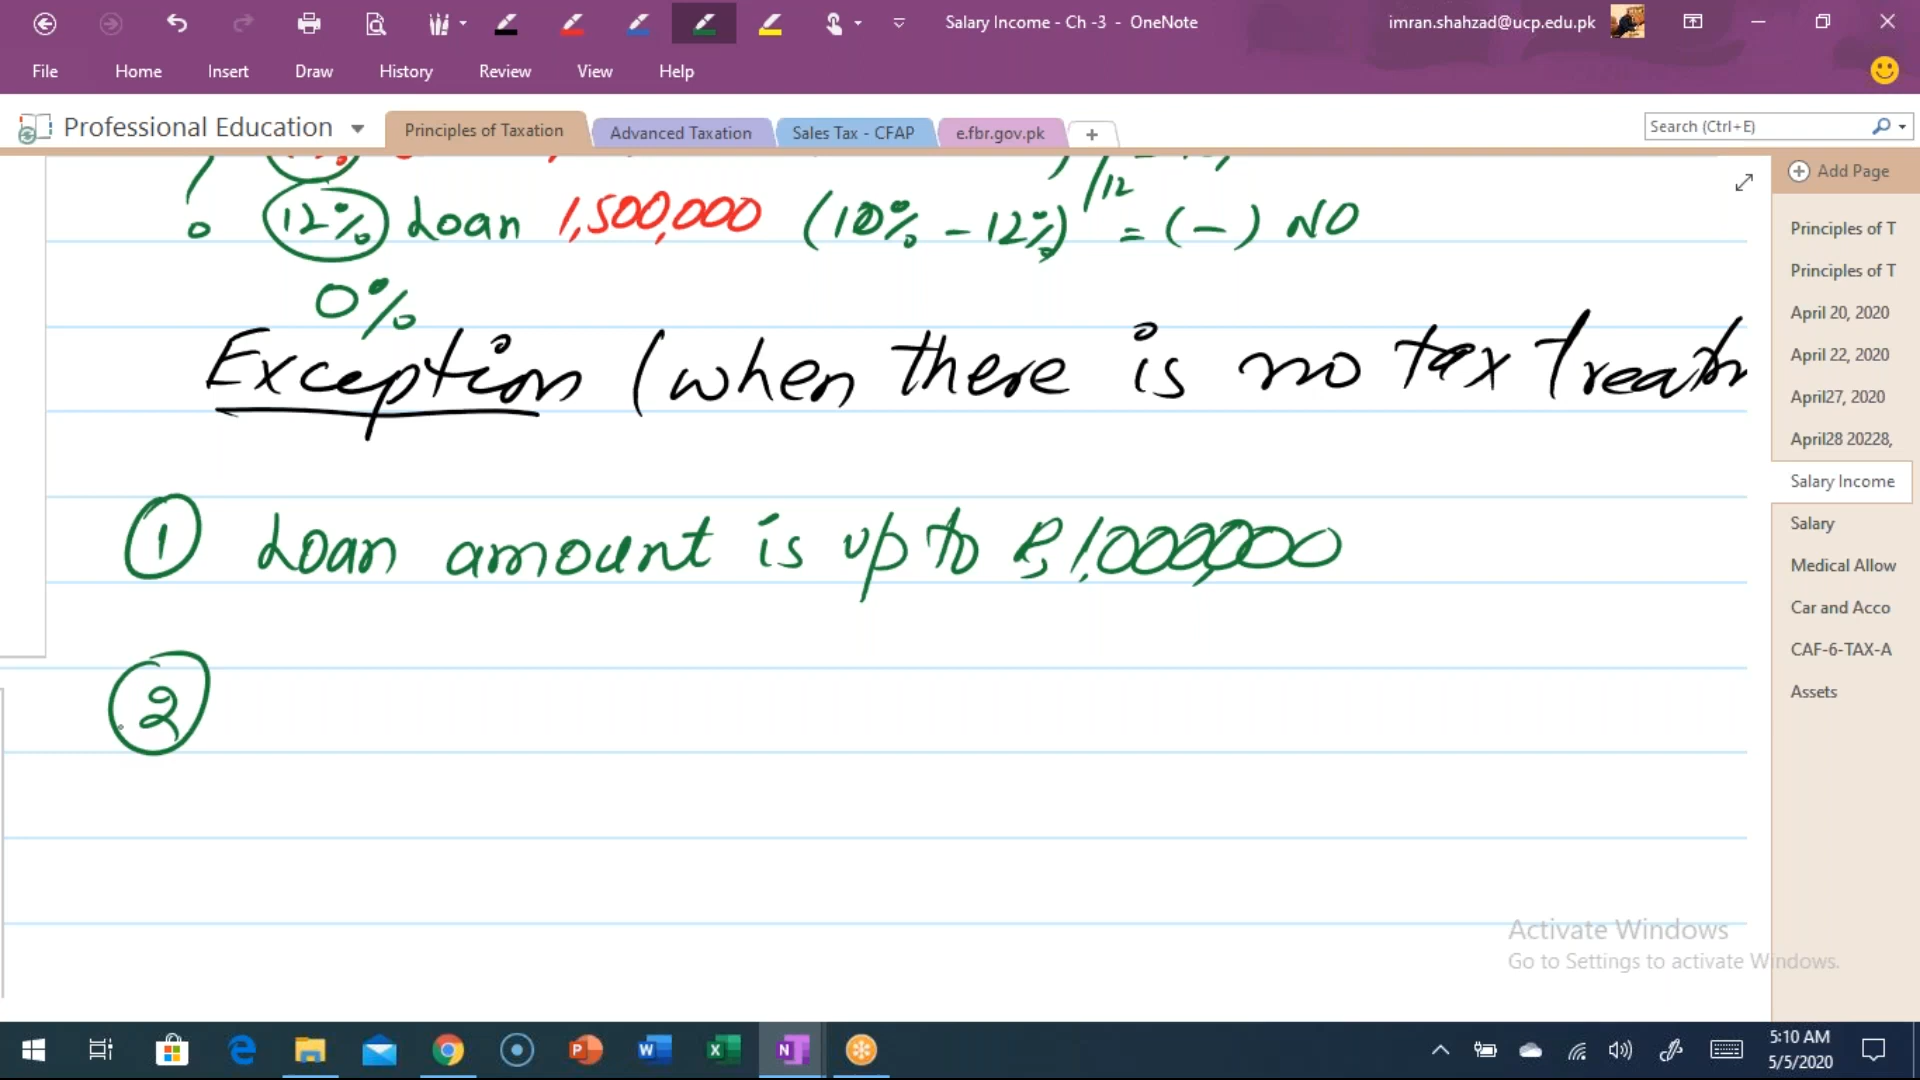 Salary Income - Ch -3 - OneNote
imran.shahzad@ucp.edu.pk
File Home Insert Draw History Review View Help
Professional Education
Principles of Taxation
Advanced Taxation
Sales Tax - CFAP
e.fbr.gov.pk
+
Search (Ctrl+E)
Add Page
Principles of T
Principles of T
April 20, 2020
April 22, 2020
April27, 2020
April28 20228,
Salary Income
Salary
Medical Allow
Car and Acco
CAF-6-TAX-A
Assets
/12
12% Loan 1,500,000 (10% - 12%) = (-) NO
0%
Exception (when there is no tax treatm
1 Loan amount is up to Rs 1,000,000
2
Activate Windows
Go to Settings to activate Windows.
5:10 AM
5/5/2020